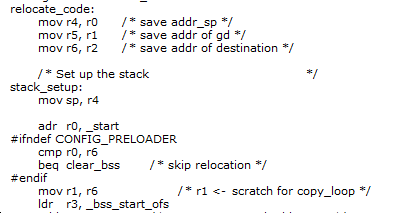 relocate_code:
mov r4, r0 /* save addr_sp */
mov r5, r1 /* save addr of gd */
mov r6, r2 /* save addr of destination */
/* Set up the stack */
stack_setup:
mov sp, r4
adr r0, _start
#ifndef CONFIG_PRELOADER
cmp r0, r6
beq clear_bss /* skip relocation */
#endif
mov r1, r6 /* r1 <- scratch for copy_loop */
ldr r3, _bss_start_ofs